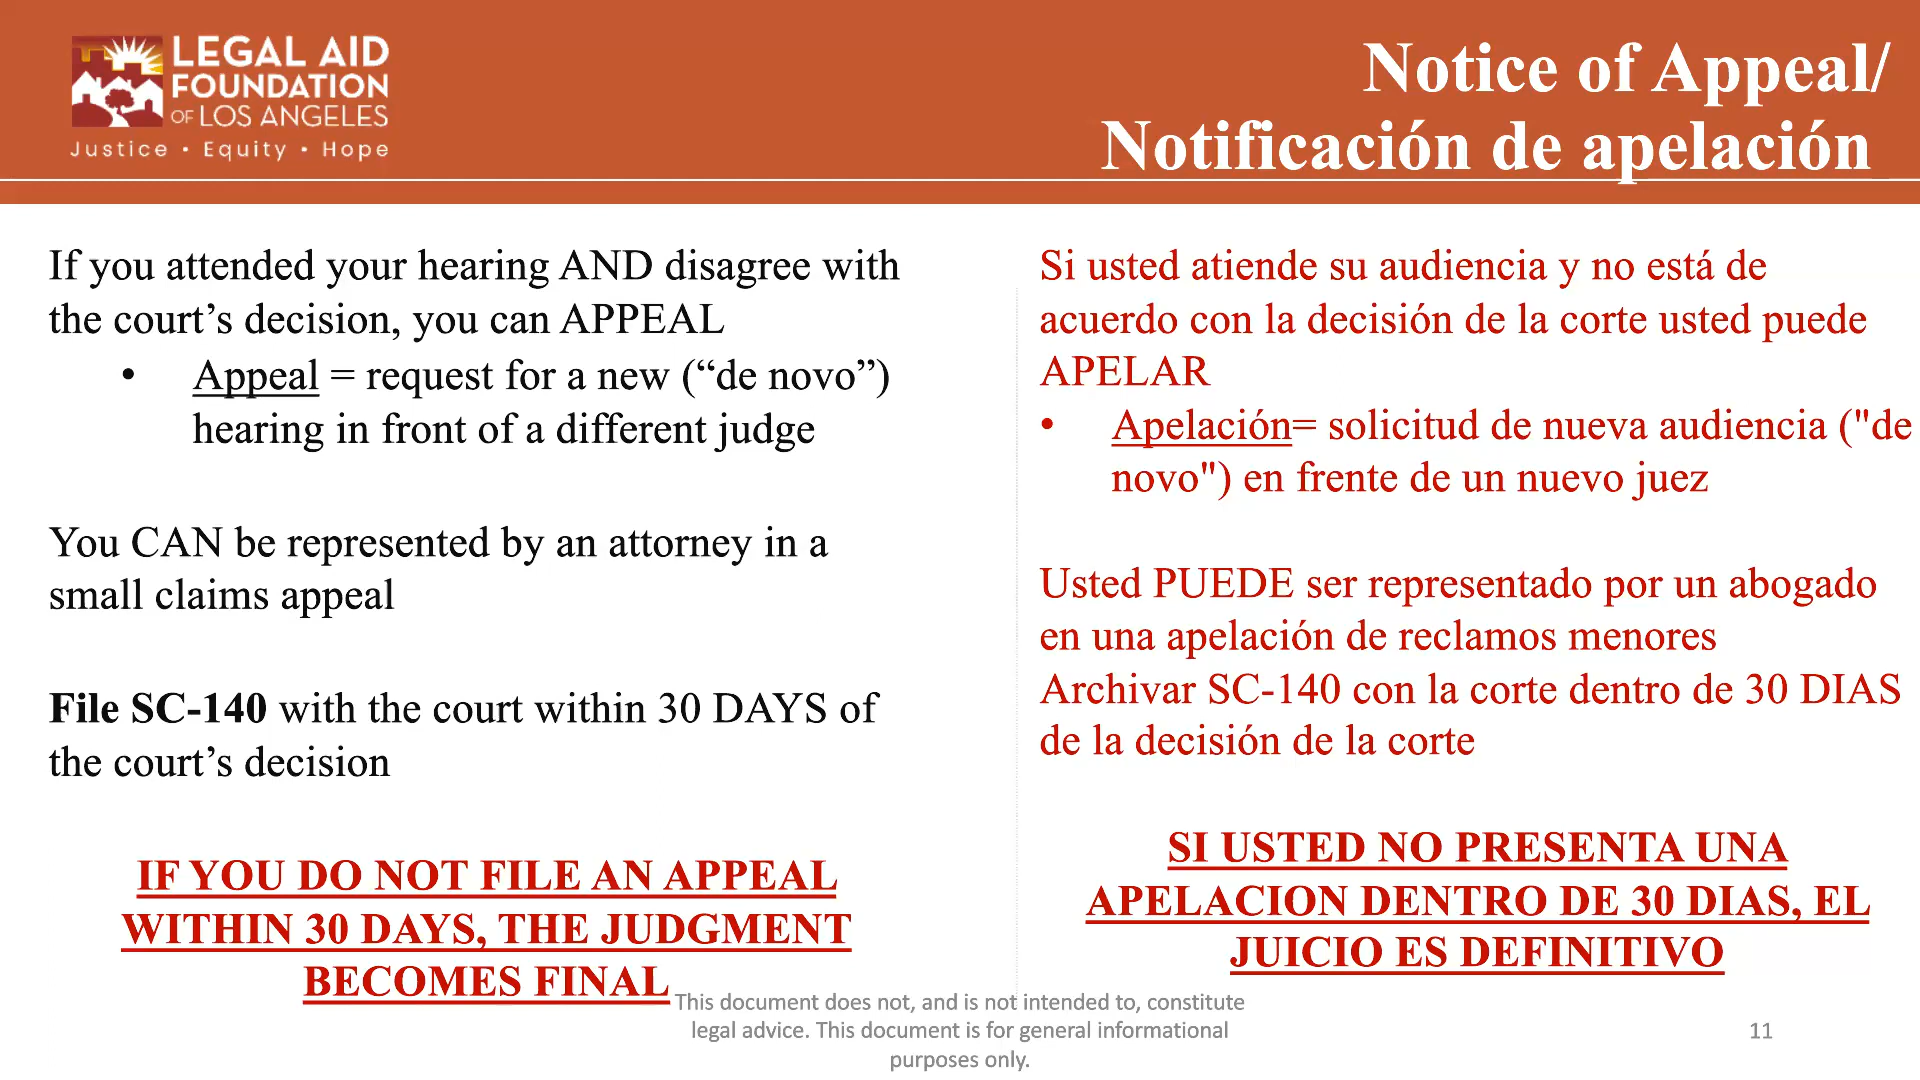 LEGAL AID
FOUNDATION
OF LOS ANGELES
Justice • Equity • Hope
Notice of Appeal/
Notificación de apelación
If you attended your hearing AND disagree with
the court’s decision, you can APPEAL
• Appeal = request for a new (“de novo”)
hearing in front of a different judge
You CAN be represented by an attorney in a
small claims appeal
File SC-140 with the court within 30 DAYS of
the court’s decision
IF YOU DO NOT FILE AN APPEAL
WITHIN 30 DAYS, THE JUDGMENT
BECOMES FINAL
Si usted atiende su audiencia y no está de
acuerdo con la decisión de la corte usted puede
APELAR
• Apelación= solicitud de nueva audiencia ("de
novo") en frente de un nuevo juez
Usted PUEDE ser representado por un abogado
en una apelación de reclamos menores
Archivar SC-140 con la corte dentro de 30 DIAS
de la decisión de la corte
SI USTED NO PRESENTA UNA
APELACION DENTRO DE 30 DIAS, EL
JUICIO ES DEFINITIVO
This document does not, and is not intended to, constitute
legal advice. This document is for general informational
purposes only.
11